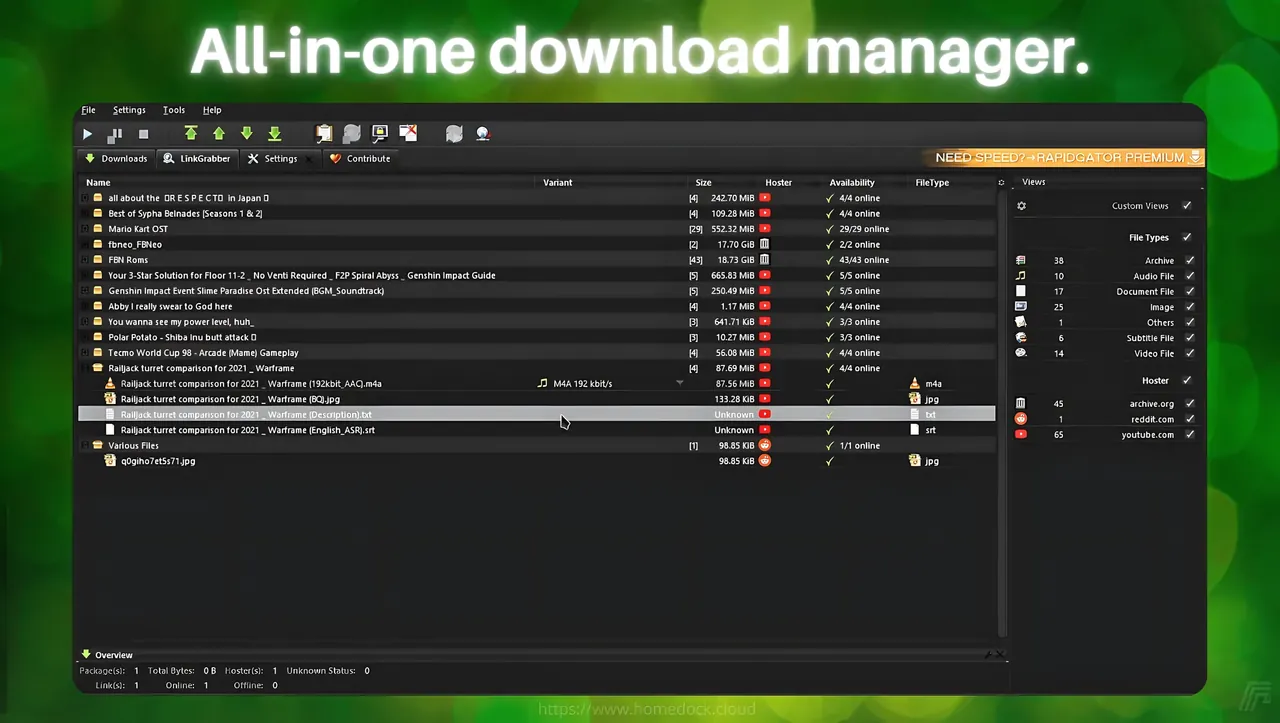 All-in-one download manager.
File Settings Tools Help
Downloads LinkGrabber Settings Contribute
NEED SPEED?→RAPIDGATOR PREMIUM
Name Variant Size Hoster Availability FileType
all about the □R E S P E C T□ in Japan □ [4] 242.70 MiB 4/4 online
Best of Sypha Belnades [Seasons 1 & 2] [4] 109.28 MiB 4/4 online
Mario Kart OST [29] 552.32 MiB 29/29 online
fbneo_FBNeo [2] 17.70 GiB 2/2 online
FBN Roms [43] 18.73 GiB 43/43 online
Your 3-Star Solution for Floor 11-2 _ No Venti Required _ F2P Spiral Abyss _ Genshin Impact Guide [5] 665.83 MiB 5/5 online
Genshin Impact Event Slime Paradise Ost Extended (BGM_Soundtrack) [5] 250.49 MiB 5/5 online
Abby I really swear to God here [4] 1.17 MiB 4/4 online
You wanna see my power level, huh_ [3] 641.71 KiB 3/3 online
Polar Potato - Shiba Inu butt attack □ [3] 10.27 MiB 3/3 online
Tecmo World Cup 98 - Arcade (Mame) Gameplay [4] 56.08 MiB 4/4 online
Railjack turret comparison for 2021 _ Warframe [4] 87.69 MiB 4/4 online
Railjack turret comparison for 2021 _ Warframe (192kbit_AAC).m4a M4A 192 kbit/s 87.56 MiB m4a
Railjack turret comparison for 2021 _ Warframe (BQ).jpg 133.28 KiB jpg
Railjack turret comparison for 2021 _ Warframe (Description).txt Unknown txt
Railjack turret comparison for 2021 _ Warframe (English_ASR).srt Unknown srt
Various Files [1] 98.85 KiB 1/1 online
q0giho7et5s71.jpg 98.85 KiB jpg
Views
Custom Views
File Types
38 Archive
10 Audio File
17 Document File
25 Image
1 Others
6 Subtitle File
14 Video File
Hoster
45 archive.org
1 reddit.com
65 youtube.com
Overview
Package(s): 1 Total Bytes: 0 B Hoster(s): 1 Unknown Status: 0
Link(s): 1 Online: 1 Offline: 0
https://www.homedock.cloud